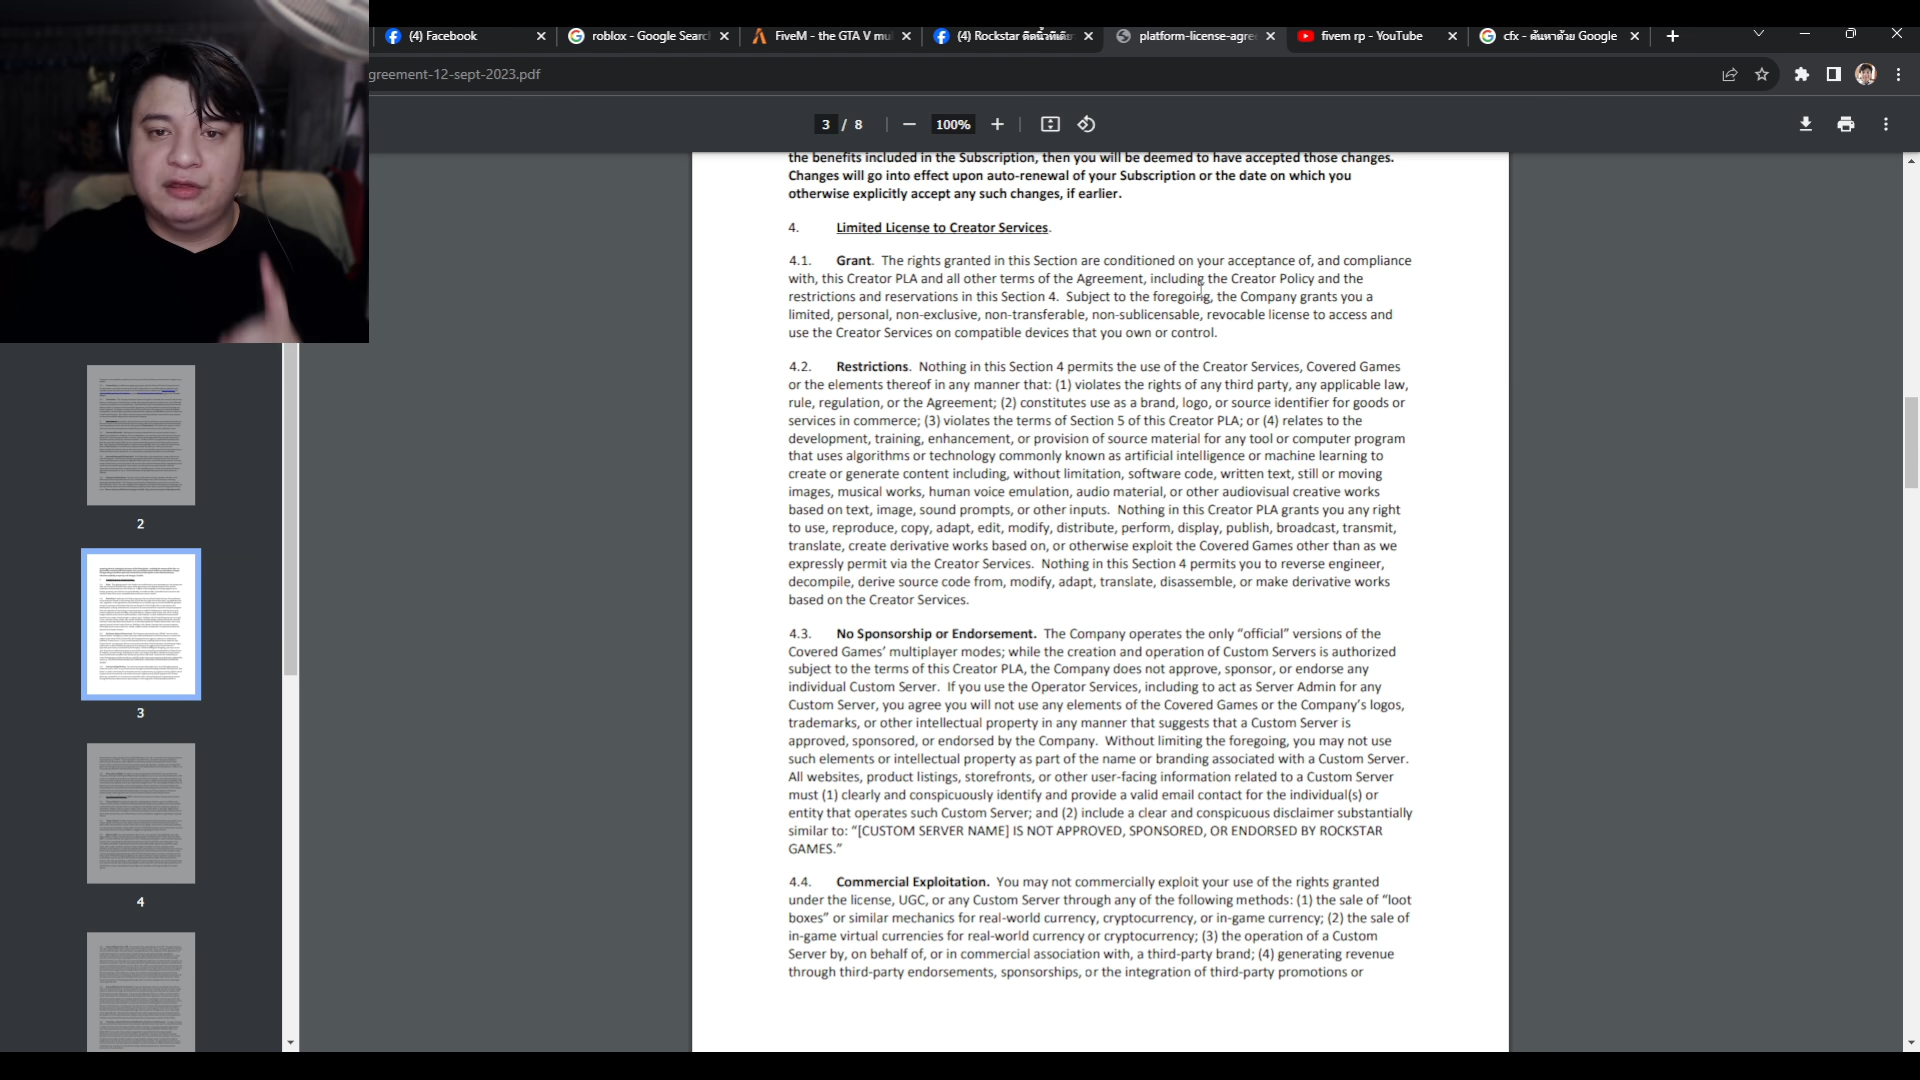 (4) Facebook
roblox - Google Searc
FiveM - the GTA V mu
(4) Rockstar ติดนิ้วทีเดีย
platform-license-agre
fivem rp - YouTube
cfx - ค้นหาด้วย Google
greement-12-sept-2023.pdf
3 / 8
100%
the benefits included in the Subscription, then you will be deemed to have accepted those changes.
Changes will go into effect upon auto-renewal of your Subscription or the date on which you
otherwise explicitly accept any such changes, if earlier.
4. Limited License to Creator Services.
4.1. Grant. The rights granted in this Section are conditioned on your acceptance of, and compliance
with, this Creator PLA and all other terms of the Agreement, including the Creator Policy and the
restrictions and reservations in this Section 4. Subject to the foregoing, the Company grants you a
limited, personal, non-exclusive, non-transferable, non-sublicensable, revocable license to access and
use the Creator Services on compatible devices that you own or control.
4.2. Restrictions. Nothing in this Section 4 permits the use of the Creator Services, Covered Games
or the elements thereof in any manner that: (1) violates the rights of any third party, any applicable law,
rule, regulation, or the Agreement; (2) constitutes use as a brand, logo, or source identifier for goods or
services in commerce; (3) violates the terms of Section 5 of this Creator PLA; or (4) relates to the
development, training, enhancement, or provision of source material for any tool or computer program
that uses algorithms or technology commonly known as artificial intelligence or machine learning to
create or generate content including, without limitation, software code, written text, still or moving
images, musical works, human voice emulation, audio material, or other audiovisual creative works
based on text, image, sound prompts, or other inputs. Nothing in this Creator PLA grants you any right
to use, reproduce, copy, adapt, edit, modify, distribute, perform, display, publish, broadcast, transmit,
translate, create derivative works based on, or otherwise exploit the Covered Games other than as we
expressly permit via the Creator Services. Nothing in this Section 4 permits you to reverse engineer,
decompile, derive source code from, modify, adapt, translate, disassemble, or make derivative works
based on the Creator Services.
4.3. No Sponsorship or Endorsement. The Company operates the only “official” versions of the
Covered Games’ multiplayer modes; while the creation and operation of Custom Servers is authorized
subject to the terms of this Creator PLA, the Company does not approve, sponsor, or endorse any
individual Custom Server. If you use the Operator Services, including to act as Server Admin for any
Custom Server, you agree you will not use any elements of the Covered Games or the Company’s logos,
trademarks, or other intellectual property in any manner that suggests that a Custom Server is
approved, sponsored, or endorsed by the Company. Without limiting the foregoing, you may not use
such elements or intellectual property as part of the name or branding associated with a Custom Server.
All websites, product listings, storefronts, or other user-facing information related to a Custom Server
must (1) clearly and conspicuously identify and provide a valid email contact for the individual(s) or
entity that operates such Custom Server; and (2) include a clear and conspicuous disclaimer substantially
similar to: “[CUSTOM SERVER NAME] IS NOT APPROVED, SPONSORED, OR ENDORSED BY ROCKSTAR
GAMES.”
4.4. Commercial Exploitation. You may not commercially exploit your use of the rights granted
under the license, UGC, or any Custom Server through any of the following methods: (1) the sale of “loot
boxes” or similar mechanics for real-world currency, cryptocurrency, or in-game currency; (2) the sale of
in-game virtual currencies for real-world currency or cryptocurrency; (3) the operation of a Custom
Server by, on behalf of, or in commercial association with, a third-party brand; (4) generating revenue
through third-party endorsements, sponsorships, or the integration of third-party promotions or
2
3
4